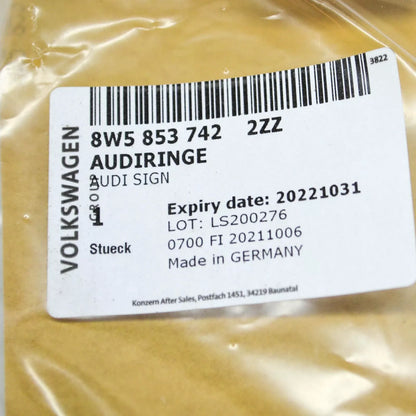 3822
VOLKSWAGEN
GROUP
8W5 853 742 2ZZ
AUDIRINGE
AUDI SIGN
1
Stueck
Expiry date: 20221031
LOT: LS200276
0700 FI 20211006
Made in GERMANY
Konzern After Sales, Postfach 1451, 34219 Baunatal